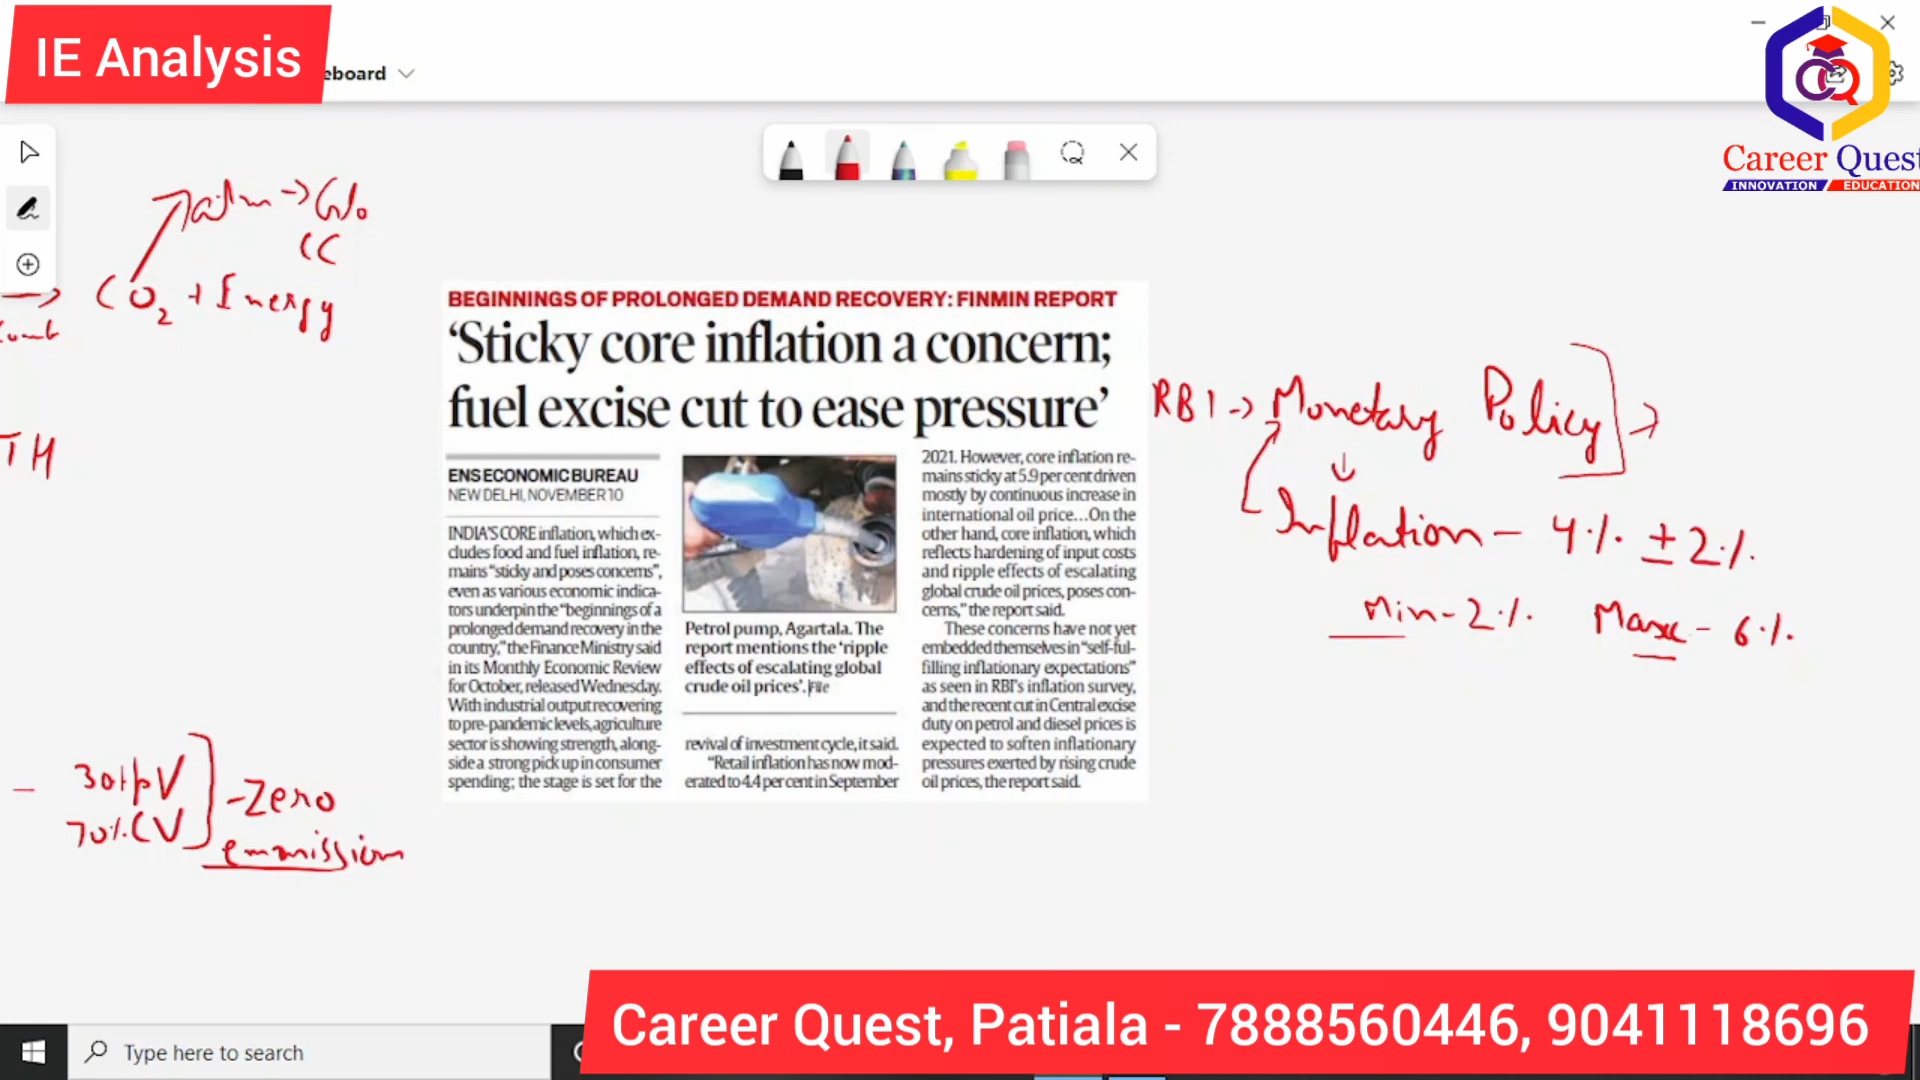 IE Analysis
eboard
Career Quest
INNOVATION EDUCATION
CO2 + Energy
TH
BEGINNINGS OF PROLONGED DEMAND RECOVERY: FINMIN REPORT
‘Sticky core inflation a concern;
fuel excise cut to ease pressure’
ENS ECONOMIC BUREAU
NEW DELHI, NOVEMBER 10
INDIA'S CORE inflation, which ex-
cludes food and fuel inflation, re-
mains “sticky and poses concerns”,
even as various economic indica-
tors underpin the “beginnings of a
prolonged demand recovery in the
country,” the Finance Ministry said
in its Monthly Economic Review
for October, released Wednesday.
With industrial output recovering
to pre-pandemic levels, agriculture
sector is showing strength, along-
side a strong pick up in consumer
spending; the stage is set for the
Petrol pump, Agartala. The
report mentions the ‘ripple
effects of escalating global
crude oil prices’. File
revival of investment cycle, it said.
“Retail inflation has now mod-
erated to 4.4 per cent in September
2021. However, core inflation re-
mains sticky at 5.9 per cent driven
mostly by continuous increase in
international oil price...On the
other hand, core inflation, which
reflects hardening of input costs
and ripple effects of escalating
global crude oil prices, poses con-
cerns,” the report said.
These concerns have not yet
embedded themselves in “self-ful-
filling inflationary expectations”
as seen in RBI's inflation survey,
and the recent cut in Central excise
duty on petrol and diesel prices is
expected to soften inflationary
pressures exerted by rising crude
oil prices, the report said.
RBI -> Monetary Policy ->
Inflation - 4% ± 2%
Min - 2% Max - 6%
70% CV
- Zero
emmission
Career Quest, Patiala - 7888560446, 9041118696
Type here to search